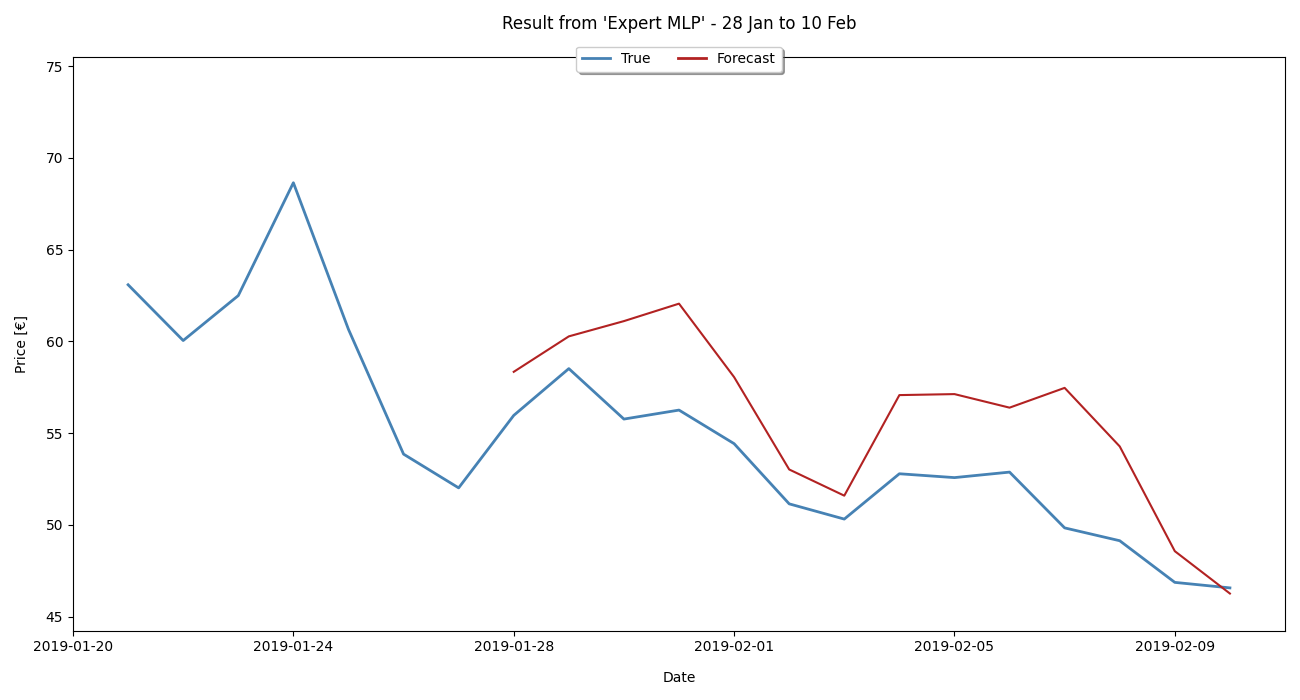 Result from 'Expert MLP' - 28 Jan to 10 Feb
True Forecast
75
70
65
60
55
50
45
Price [€]
2019-01-20 2019-01-24 2019-01-28 2019-02-01 2019-02-05 2019-02-09
Date